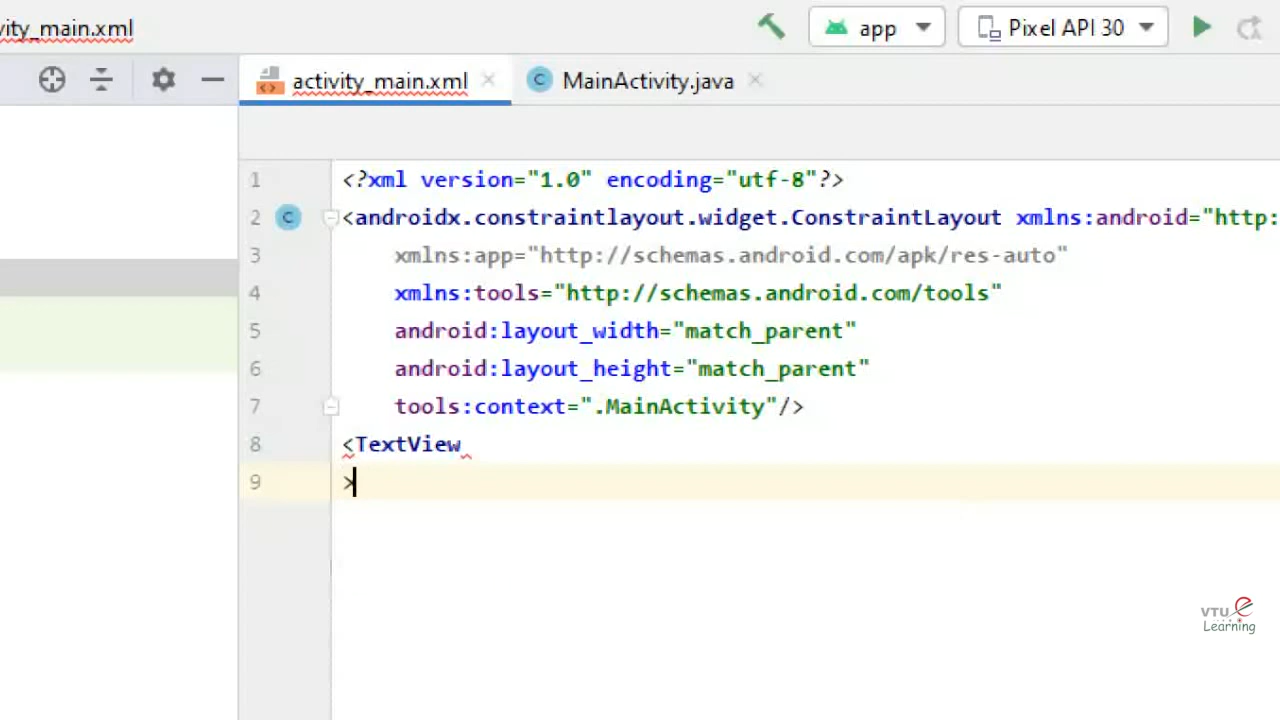 vity_main.xml
app
Pixel API 30
activity_main.xml
MainActivity.java
1 <?xml version="1.0" encoding="utf-8"?>
2 <androidx.constraintlayout.widget.ConstraintLayout xmlns:android="http:
3 xmlns:app="http://schemas.android.com/apk/res-auto"
4 xmlns:tools="http://schemas.android.com/tools"
5 android:layout_width="match_parent"
6 android:layout_height="match_parent"
7 tools:context=".MainActivity"/>
8 <TextView
9 >
VTU e
Learning